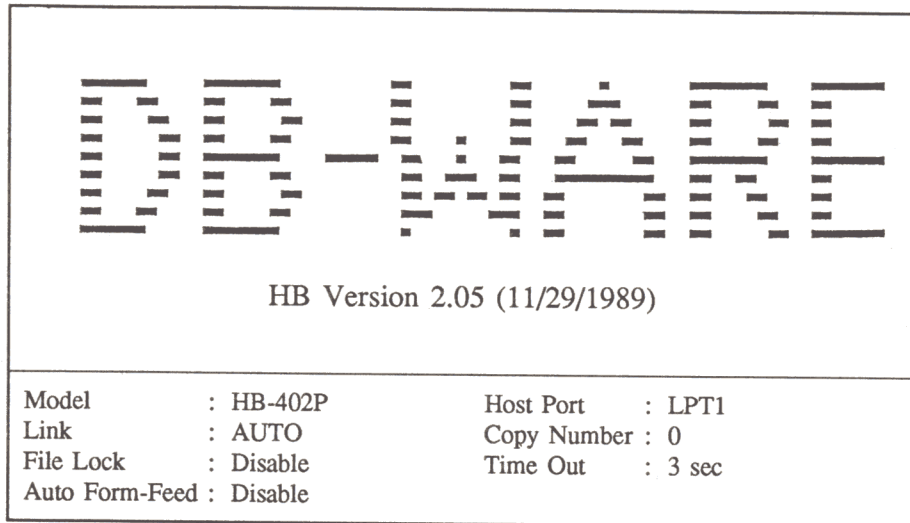 DB-WARE
HB Version 2.05 (11/29/1989)
Model : HB-402P
Link : AUTO
File Lock : Disable
Auto Form-Feed : Disable
Host Port : LPT1
Copy Number : 0
Time Out : 3 sec